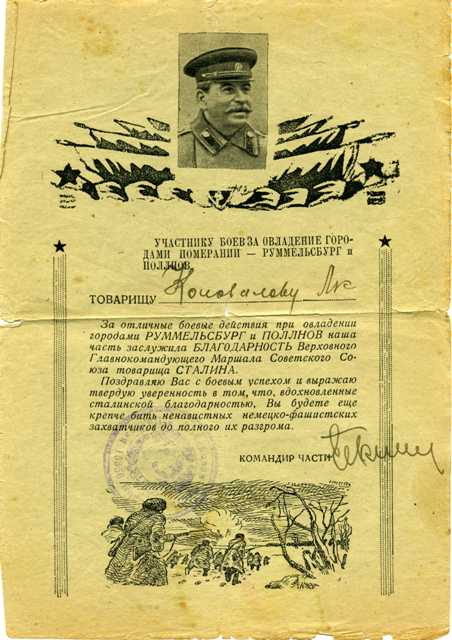 УЧАСТНИКУ БОЕВ ЗА ОВЛАДЕНИЕ ГОРО-
ДАМИ ПОМЕРАНИИ — РУММЕЛЬСБУРГ и
ПОЛЛНОВ
ТОВАРИЩУ Коновалову
За отличные боевые действия при овладении
городами РУММЕЛЬСБУРГ и ПОЛЛНОВ наша
часть заслужила БЛАГОДАРНОСТЬ Верховного
Главнокомандующего Маршала Советского Со-
юза товарища СТАЛИНА.
Поздравляю Вас с боевым успехом и выражаю
твердую уверенность в том, что, вдохновленные
сталинской благодарностью, Вы будете еще
крепче бить ненавистных немецко-фашистских
захватчиков до полного их разгрома.
КОМАНДИР ЧАСТИ